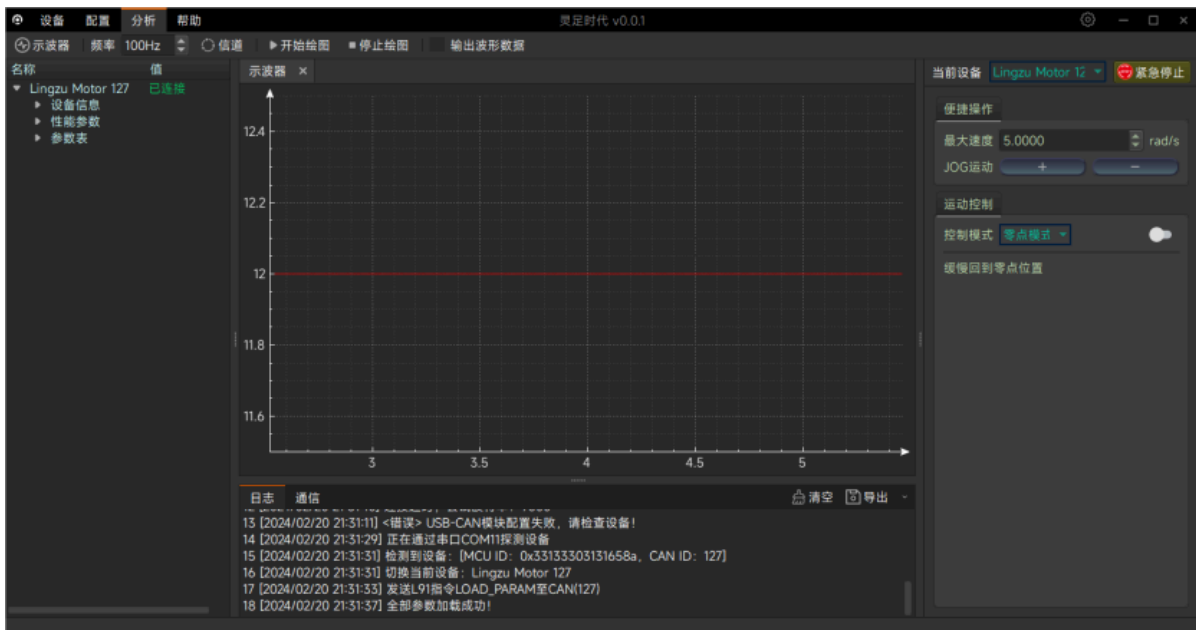 设备 配置 分析 帮助 灵足时代 v0.0.1
示波器 频率 100Hz 信道 开始绘图 停止绘图 输出波形数据
名称 值
Lingzu Motor 127 已连接
设备信息
性能参数
参数表
示波器 ×
12.4
12.2
12
11.8
11.6
3 3.5 4 4.5 5
日志 通信 清空 导出
13 [2024/02/20 21:31:11] <错误> USB-CAN模块配置失败，请检查设备！
14 [2024/02/20 21:31:29] 正在通过串口COM11探测设备
15 [2024/02/20 21:31:31] 检测到设备：[MCU ID：0x33133303131658a，CAN ID：127]
16 [2024/02/20 21:31:31] 切换当前设备：Lingzu Motor 127
17 [2024/02/20 21:31:33] 发送L91指令LOAD_PARAM至CAN(127)
18 [2024/02/20 21:31:37] 全部参数加载成功！
当前设备 Lingzu Motor 12 紧急停止
便捷操作
最大速度 5.0000 rad/s
JOG运动 + −
运动控制
控制模式 零点模式
缓慢回到零点位置